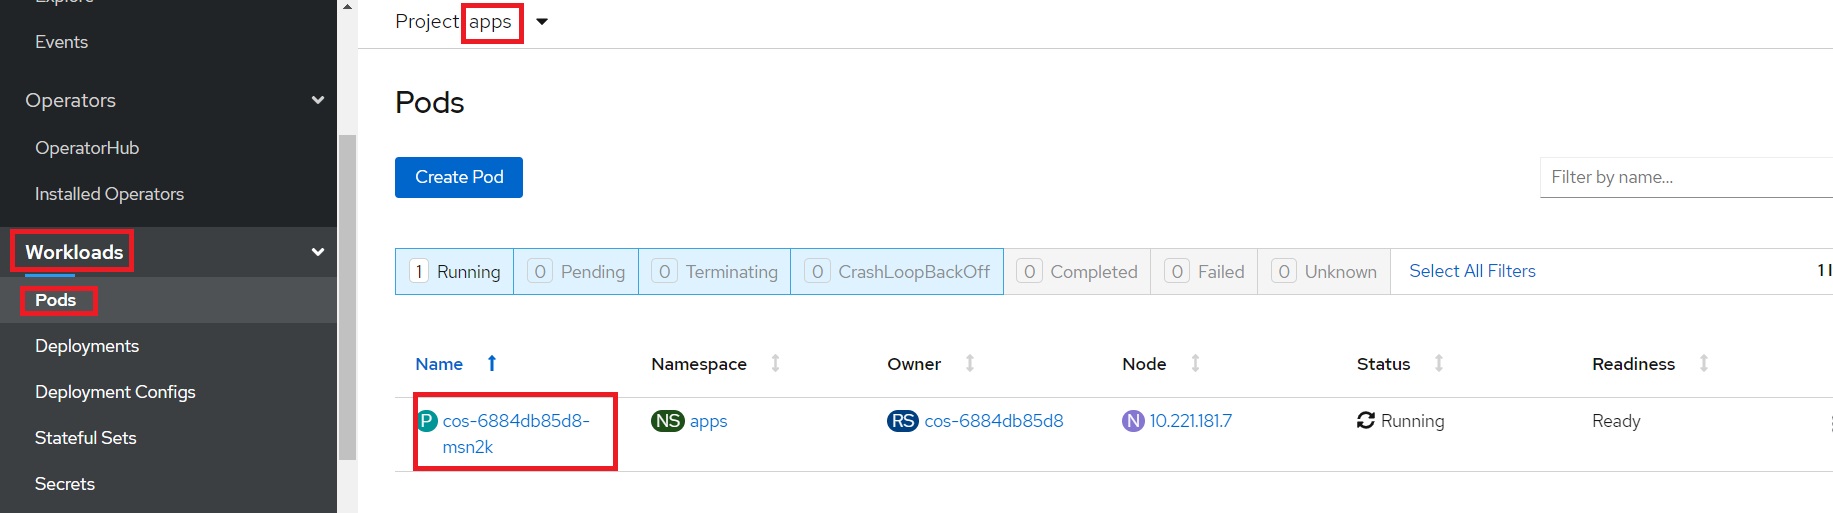 Explore
Events
Operators
OperatorHub
Installed Operators
Workloads
Pods
Deployments
Deployment Configs
Stateful Sets
Secrets
Project apps
Pods
Create Pod
Filter by name...
1 Running 0 Pending 0 Terminating 0 CrashLoopBackOff 0 Completed 0 Failed 0 Unknown Select All Filters 1
Name Namespace Owner Node Status Readiness
P cos-6884db85d8- NS apps RS cos-6884db85d8 N 10.221.181.7 Running Ready
msn2k